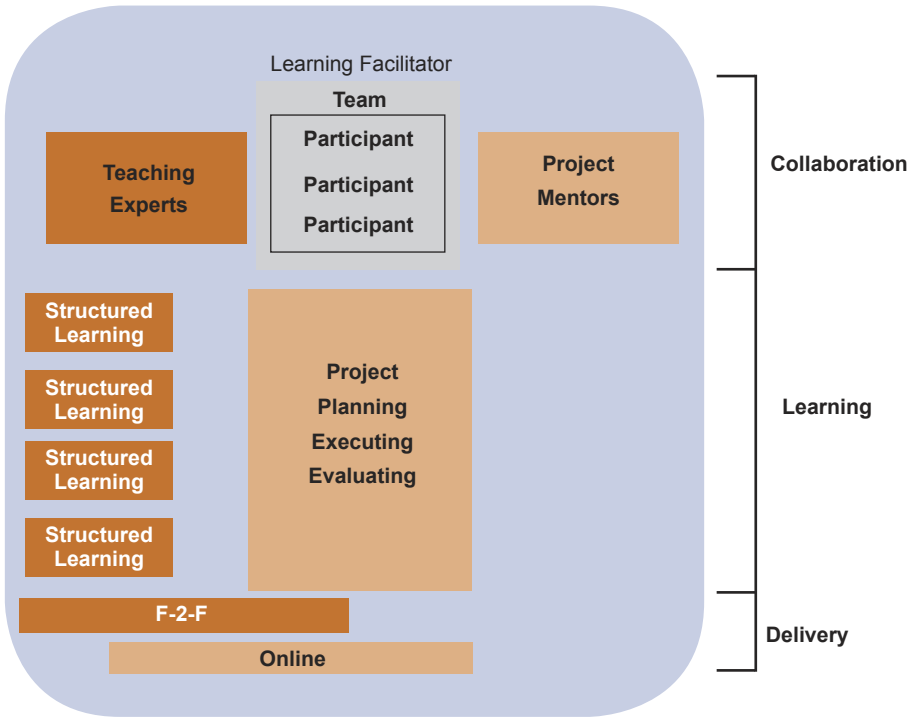 Learning Facilitator
Team
Participant
Participant
Participant
Teaching
Experts
Project
Mentors
Collaboration
Structured
Learning
Structured
Learning
Structured
Learning
Structured
Learning
Project
Planning
Executing
Evaluating
Learning
F-2-F
Online
Delivery